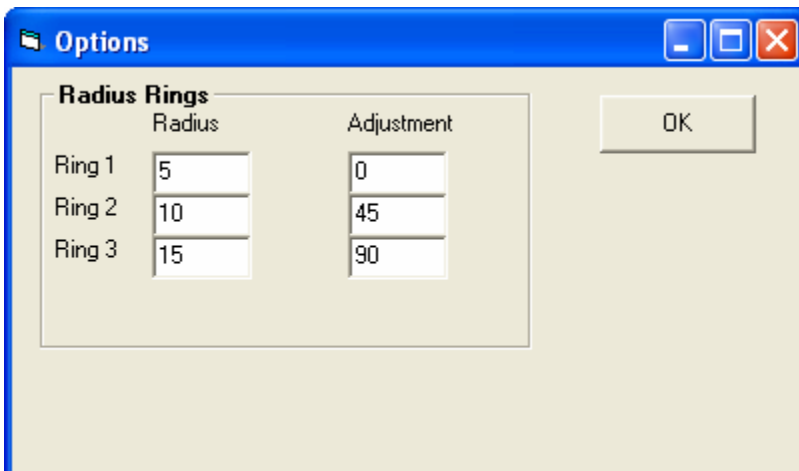 Options
Radius Rings
Radius Adjustment
OK
Ring 1 5 0
Ring 2 10 45
Ring 3 15 90